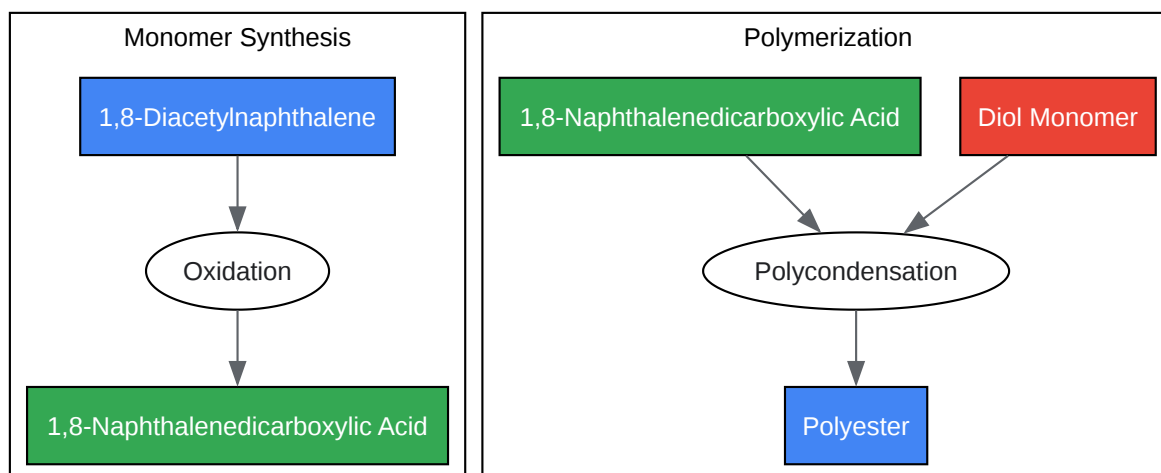 Monomer Synthesis
1,8-Diacetylnaphthalene
Oxidation
1,8-Naphthalenedicarboxylic Acid
Polymerization
1,8-Naphthalenedicarboxylic Acid
Diol Monomer
Polycondensation
Polyester